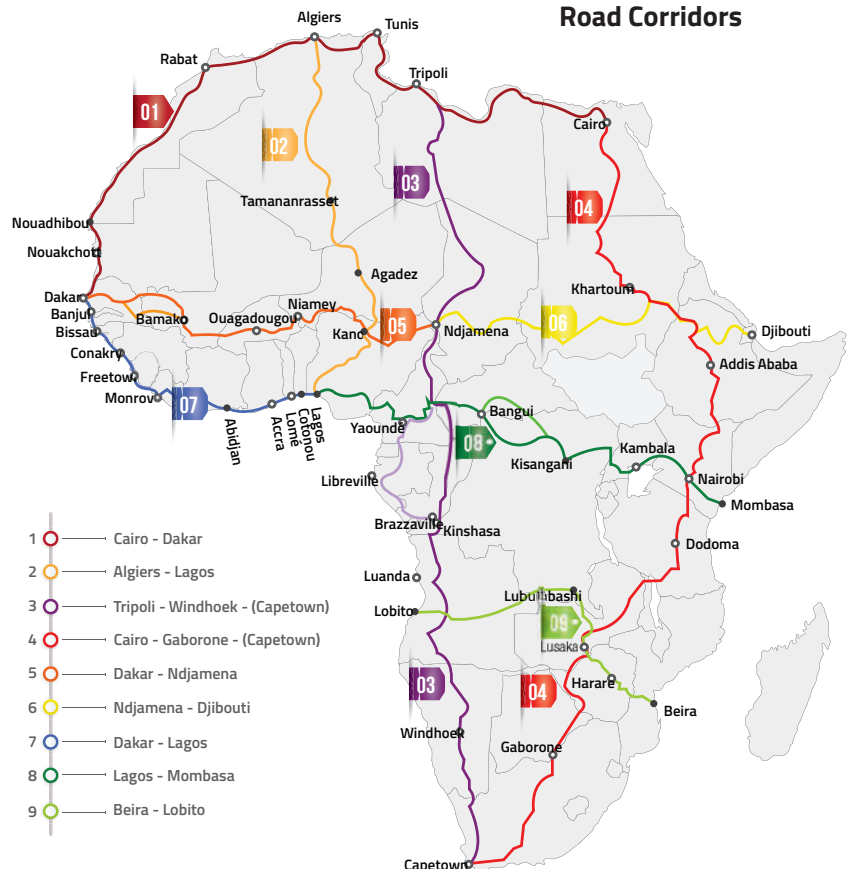 Road Corridors
Algiers
Tunis
Rabat
Tripoli
01
Cairo
02
03
Tamananrasset
04
Nouadhibou
Nouakchott
Agadez
Khartoum
Dakar
Banjul
Bamako
Ouagadougou
Niamey
Kano
05
Ndjamena
06
Djibouti
Bissau
Conakry
Addis Ababa
Freetow
Monrov
07
Abidjan
Accra
Lomé
Cotonou
Lagos
Yaounde
Bangui
08
Kisangani
Kambala
Libreville
Nairobi
Mombasa
Brazzaville
Kinshasa
Dodoma
Luanda
Lobito
Lubumbashi
09
Lusaka
03
04
Harare
Beira
Windhoek
Gaborone
Capetown
1 Cairo - Dakar
2 Algiers - Lagos
3 Tripoli - Windhoek - (Capetown)
4 Cairo - Gaborone - (Capetown)
5 Dakar - Ndjamena
6 Ndjamena - Djibouti
7 Dakar - Lagos
8 Lagos - Mombasa
9 Beira - Lobito